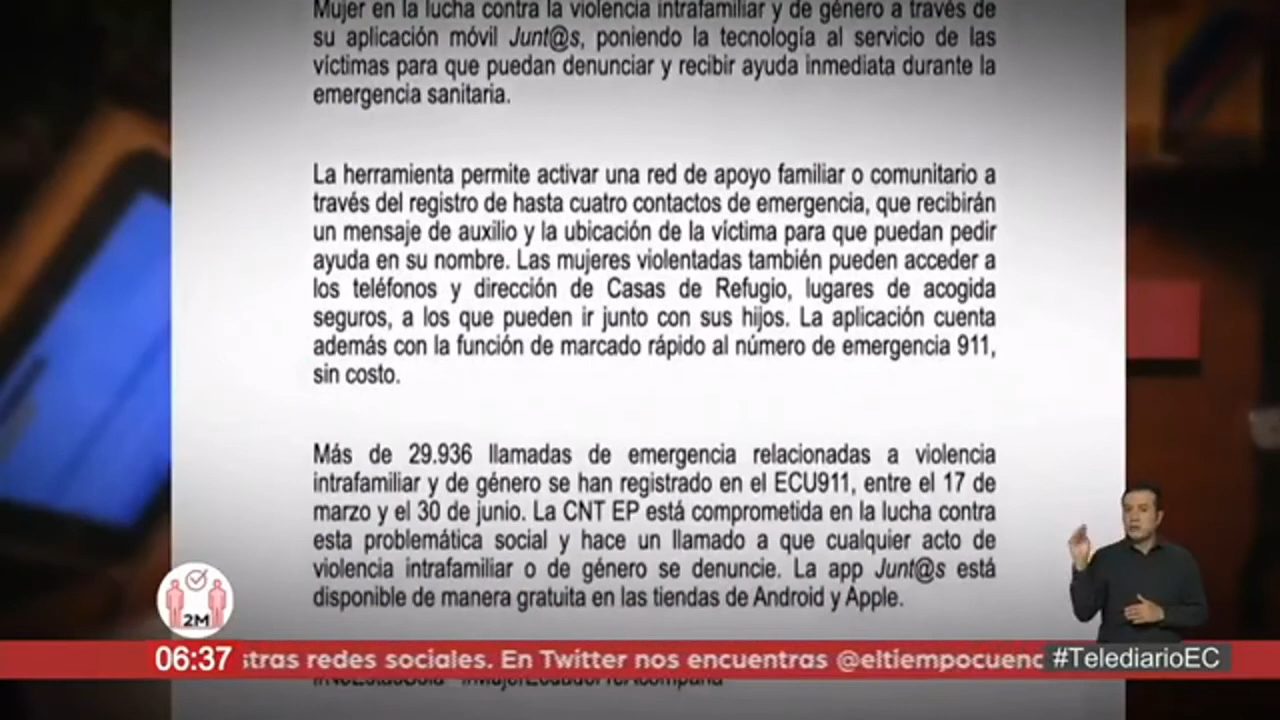 Mujer en la lucha contra la violencia intrafamiliar y de género a través de
su aplicación móvil Junt@s, poniendo la tecnología al servicio de las
víctimas para que puedan denunciar y recibir ayuda inmediata durante la
emergencia sanitaria.
La herramienta permite activar una red de apoyo familiar o comunitario a
través del registro de hasta cuatro contactos de emergencia, que recibirán
un mensaje de auxilio y la ubicación de la víctima para que puedan pedir
ayuda en su nombre. Las mujeres violentadas también pueden acceder a
los teléfonos y dirección de Casas de Refugio, lugares de acogida
seguros, a los que pueden ir junto con sus hijos. La aplicación cuenta
además con la función de marcado rápido al número de emergencia 911,
sin costo.
Más de 29.936 llamadas de emergencia relacionadas a violencia
intrafamiliar y de género se han registrado en el ECU911, entre el 17 de
marzo y el 30 de junio. La CNT EP está comprometida en la lucha contra
esta problemática social y hace un llamado a que cualquier acto de
violencia intrafamiliar o de género se denuncie. La app Junt@s está
disponible de manera gratuita en las tiendas de Android y Apple.
2M
06:37 stras redes sociales. En Twitter nos encuentras @eltiempocuenc #TelediarioEC